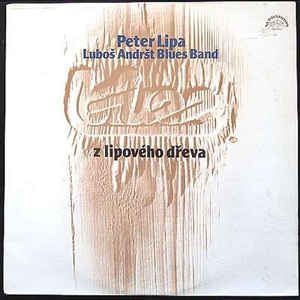 Peter Lipa
Luboš Andršt Blues Band
Blues
z lipového dřeva